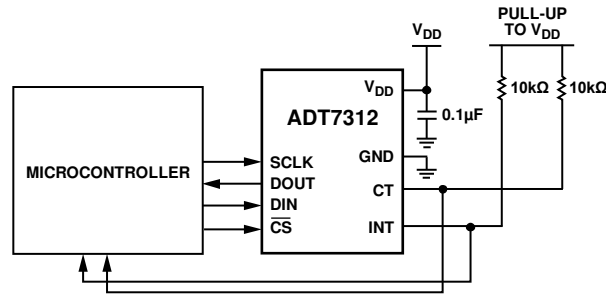 PULL-UP
TO VDD
VDD
VDD
10kΩ
10kΩ
ADT7312
0.1µF
GND
MICROCONTROLLER
SCLK
DOUT
CT
DIN
INT
CS